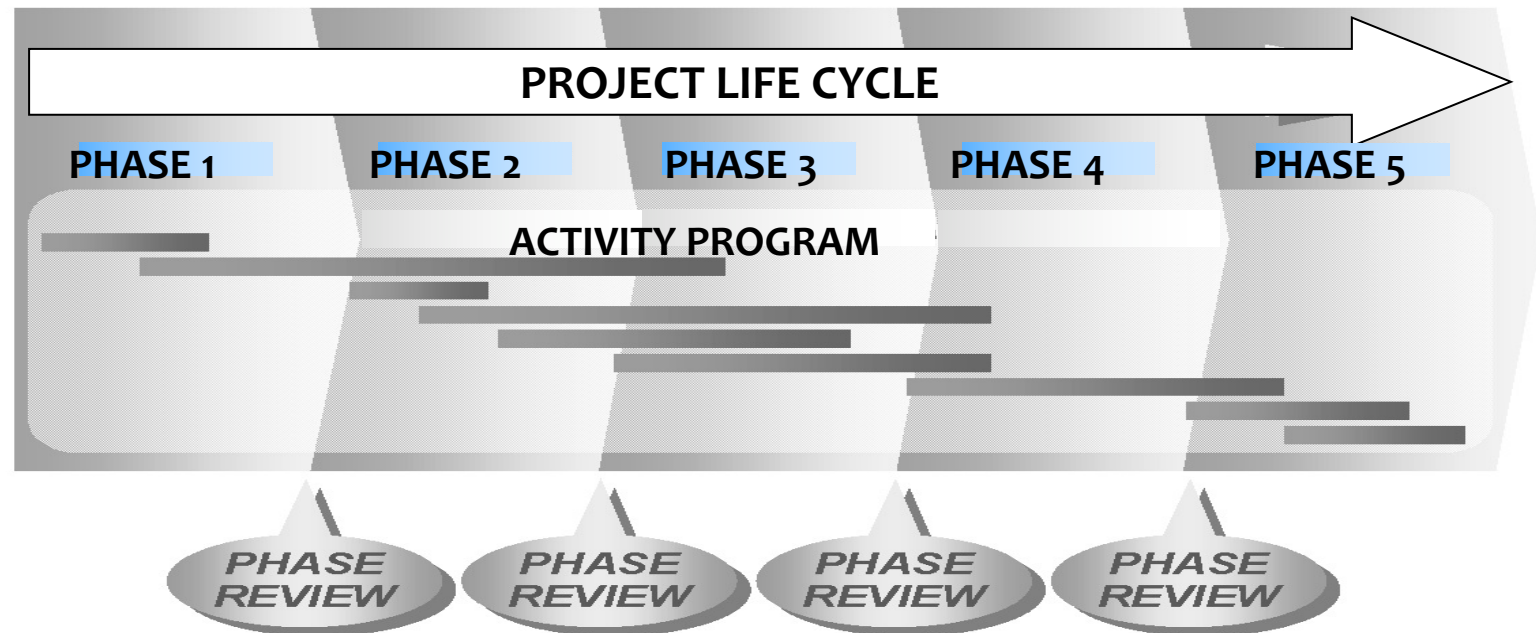 PROJECT LIFE CYCLE
PHASE 1
PHASE 2
PHASE 3
PHASE 4
PHASE 5
ACTIVITY PROGRAM
PHASE
REVIEW
PHASE
REVIEW
PHASE
REVIEW
PHASE
REVIEW